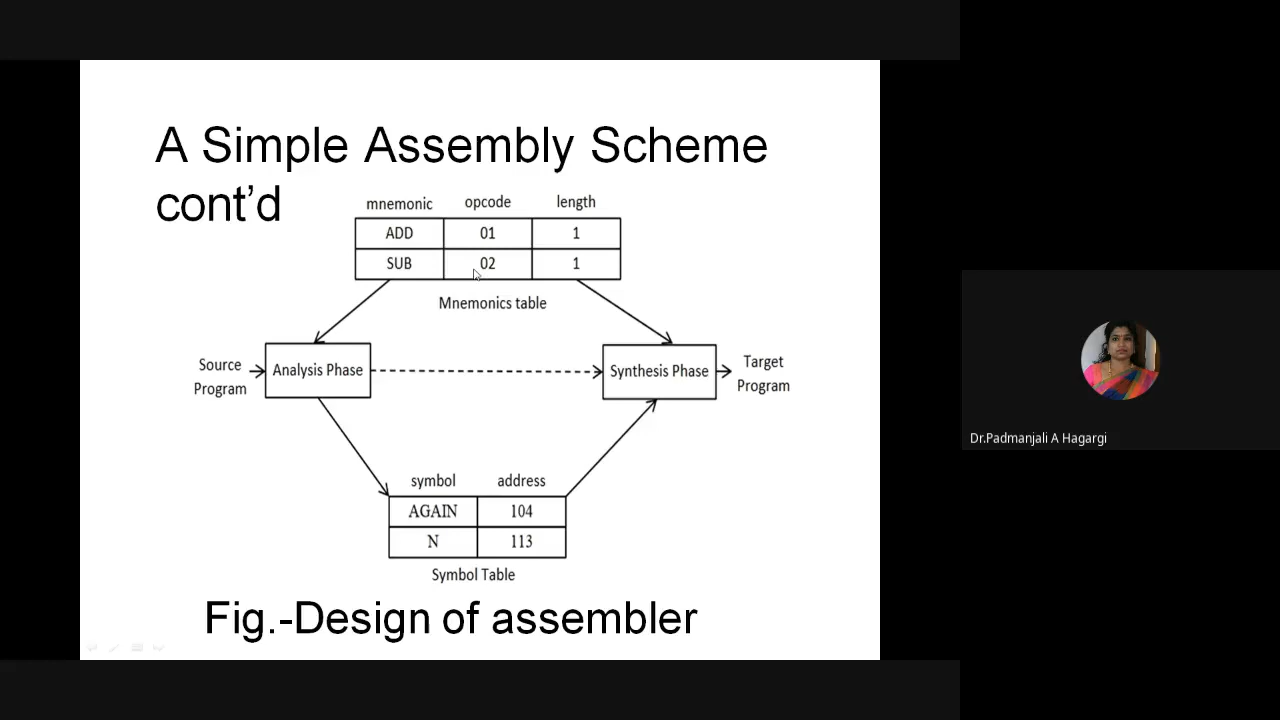 A Simple Assembly Scheme
cont'd
mnemonic opcode length
ADD 01 1
SUB 02 1
Mnemonics table
Source
Program
Analysis Phase
Synthesis Phase
Target
Program
symbol address
AGAIN 104
N 113
Symbol Table
Fig.-Design of assembler
Dr.Padmanjali A Hagargi